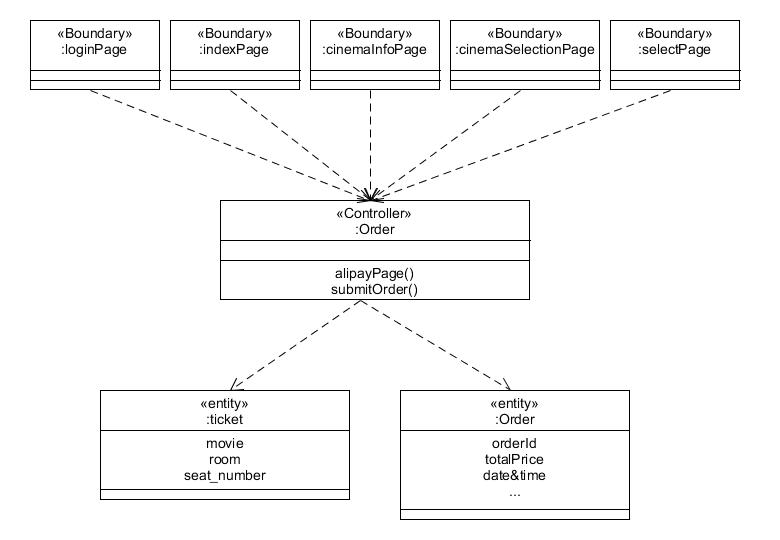 «Boundary»
:loginPage
«Boundary»
:indexPage
«Boundary»
:cinemaInfoPage
«Boundary»
:cinemaSelectionPage
«Boundary»
:selectPage
«Controller»
:Order
alipayPage()
submitOrder()
«entity»
:ticket
movie
room
seat_number
«entity»
:Order
orderId
totalPrice
date&time
...